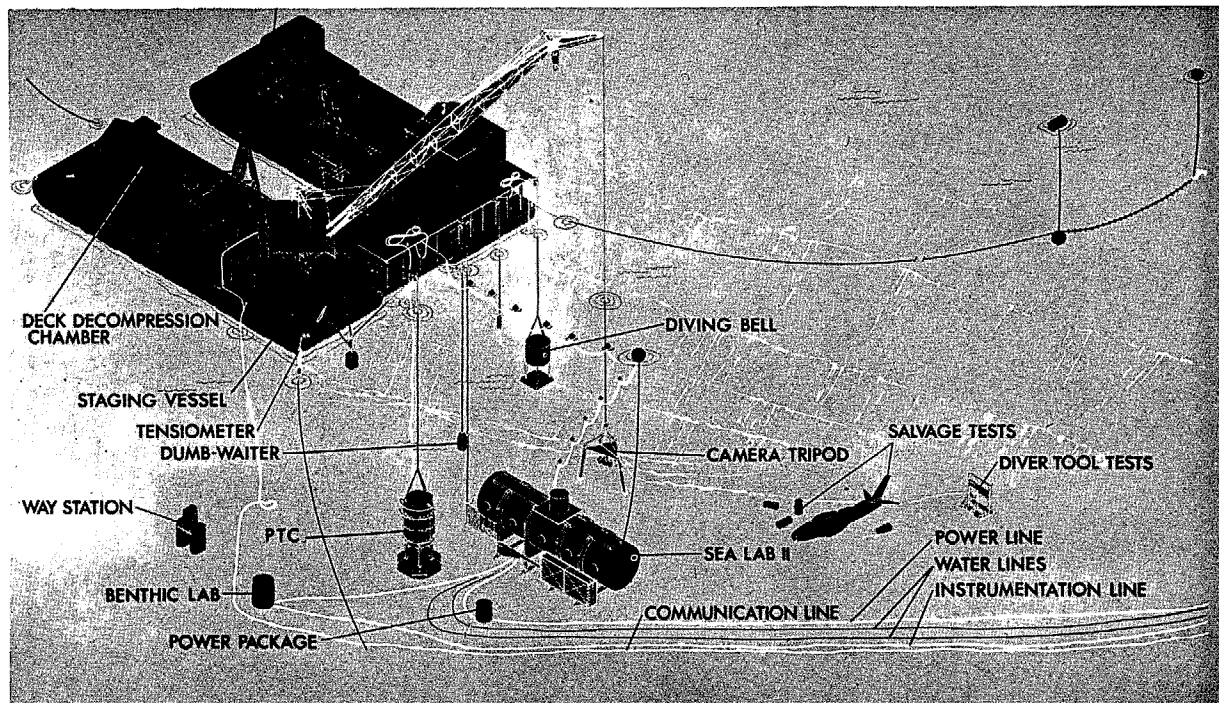 DECK DECOMPRESSION
CHAMBER
STAGING VESSEL
TENSIOMETER
DUMB-WAITER
WAY STATION
PTC
BENTHIC LAB
POWER PACKAGE
DIVING BELL
CAMERA TRIPOD
SALVAGE TESTS
DIVER TOOL TESTS
SEA LAB II
POWER LINE
WATER LINES
INSTRUMENTATION LINE
COMMUNICATION LINE